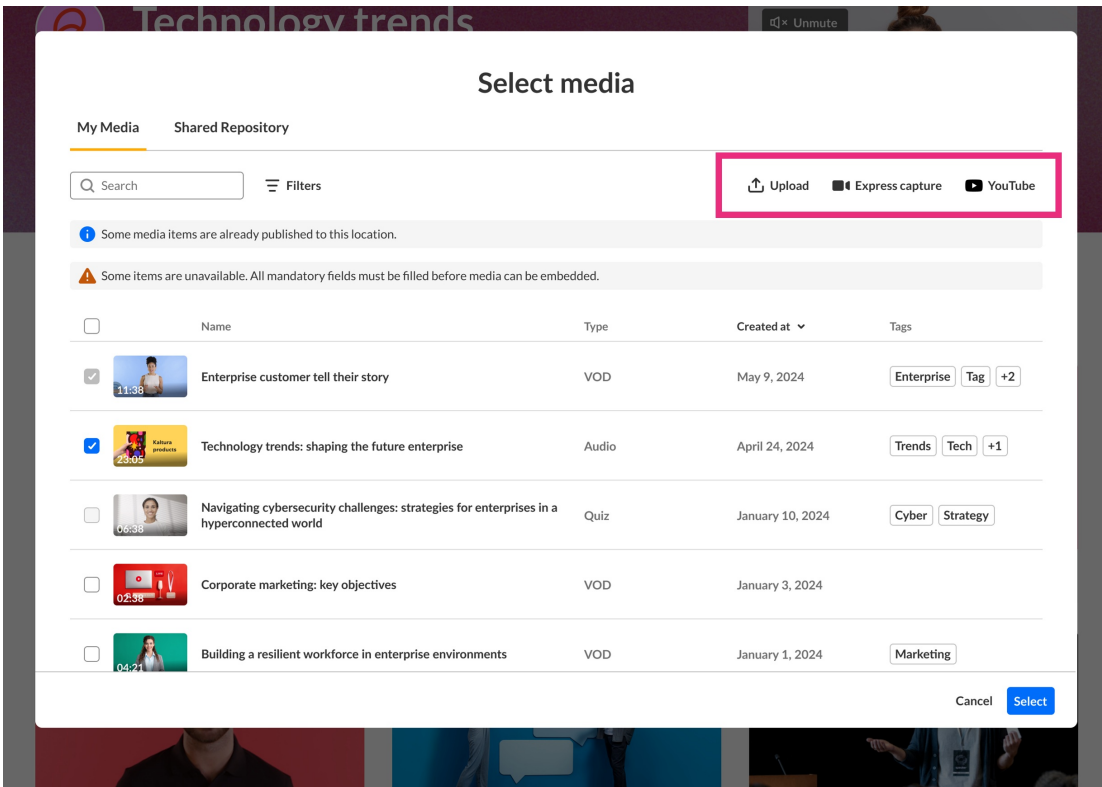 Technology trends
Unmute
Select media
My Media Shared Repository
Search Filters Upload Express capture YouTube
Some media items are already published to this location.
Some items are unavailable. All mandatory fields must be filled before media can be embedded.
Name Type Created at Tags
11:38 Enterprise customer tell their story VOD May 9, 2024 Enterprise Tag +2
Kaltura
products
23:05 Technology trends: shaping the future enterprise Audio April 24, 2024 Trends Tech +1
Navigating cybersecurity challenges: strategies for enterprises in a
hyperconnected world
06:38 Quiz January 10, 2024 Cyber Strategy
02:38 Corporate marketing: key objectives VOD January 3, 2024
04:21 Building a resilient workforce in enterprise environments VOD January 1, 2024 Marketing
Cancel Select